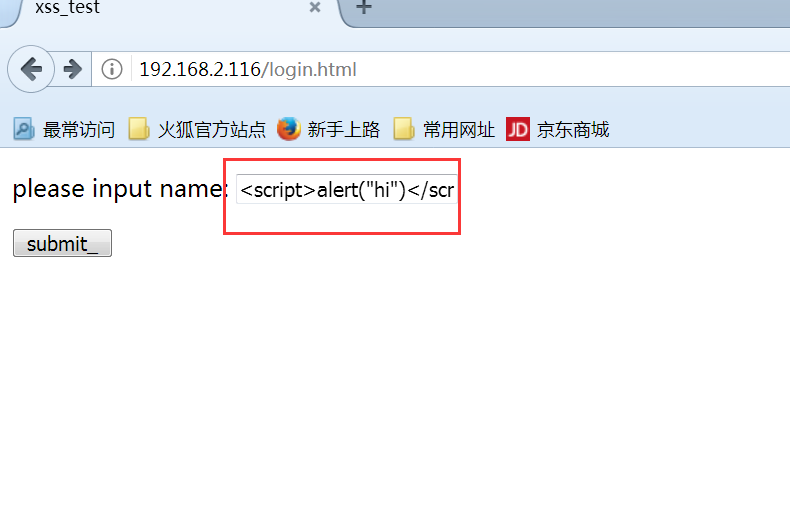 xss_test
192.168.2.116/login.html
最常访问 火狐官方站点 新手上路 常用网址 JD 京东商城
please input name: <script>alert("hi")</scr
submit_